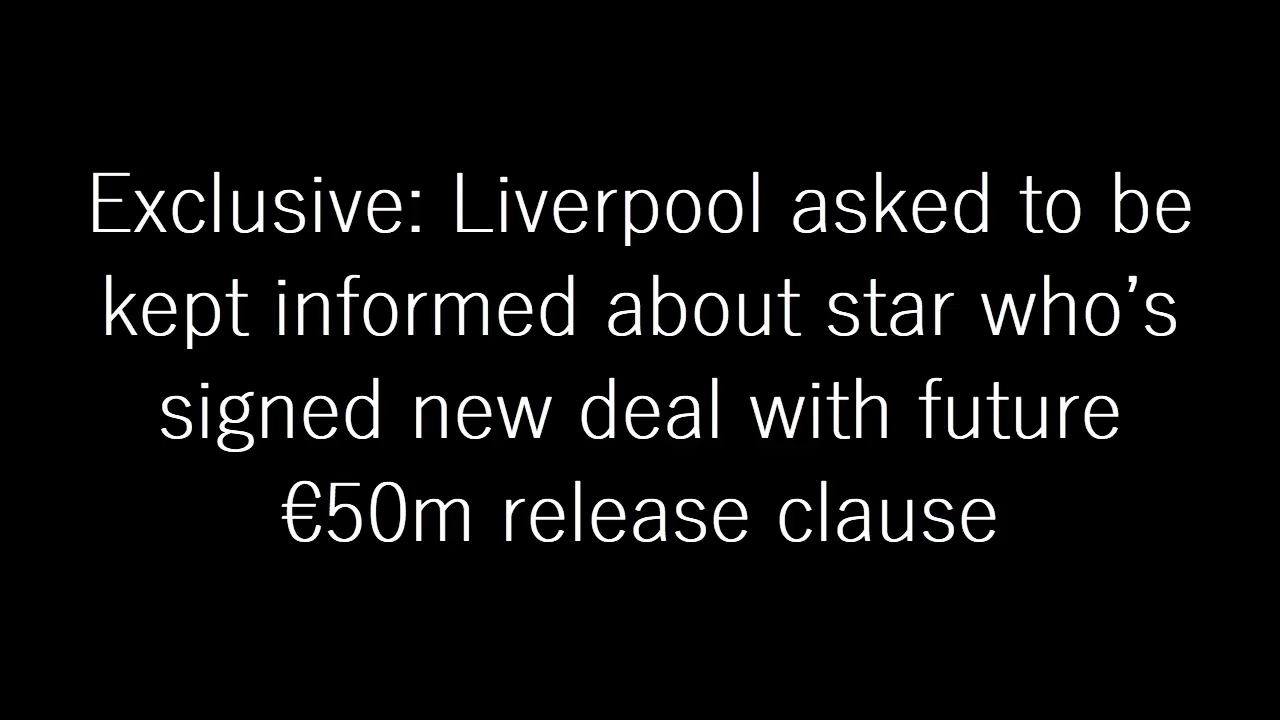 Exclusive: Liverpool asked to be
kept informed about star who’s
signed new deal with future
€50m release clause